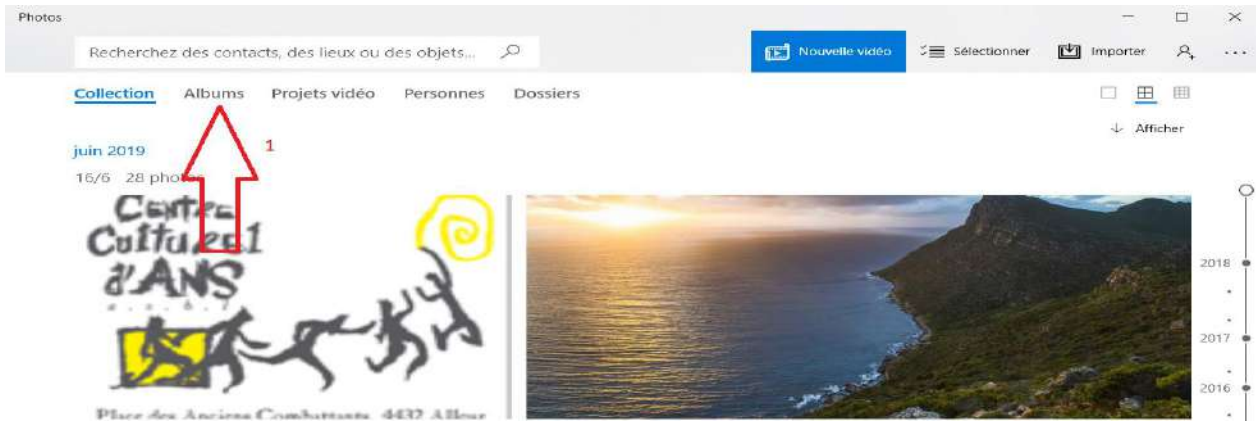 Photos
Recherchez des contacts, des lieux ou des objets...
Nouvelle vidéo
Sélectionner
Importer
...
Collection Albums Projets vidéo Personnes Dossiers
Afficher
juin 2019
1
16/6 28 photos
Centre
Culturel
d'ANS
a.s.b.l
Place des Anciens Combattants, 4432 Alleur
2018
2017
2016